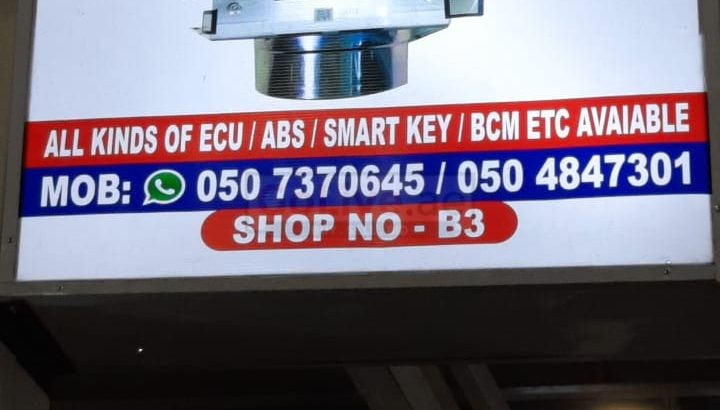 ALL KINDS OF ECU / ABS / SMART KEY / BCM ETC AVAIABLE
MOB: 050 7370645 / 050 4847301
SHOP NO - B3